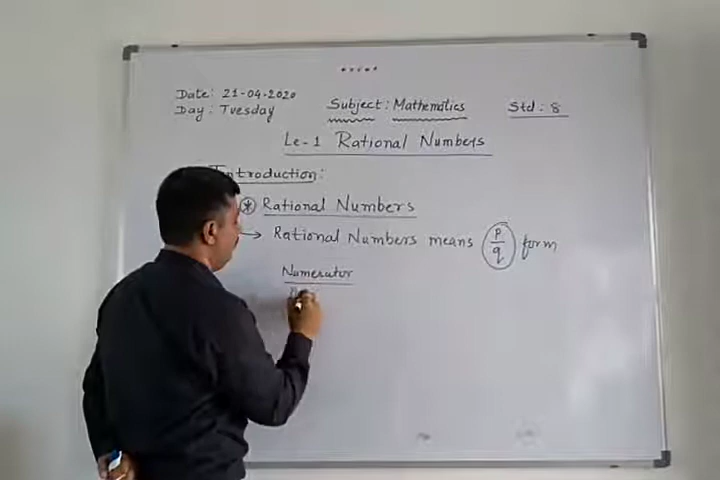 Date: 21-04-2020
Day: Tuesday
Subject: Mathematics
Std: 8
Le-1 Rational Numbers
Introduction:
* Rational Numbers
→ Rational Numbers means p/q form
Numerator